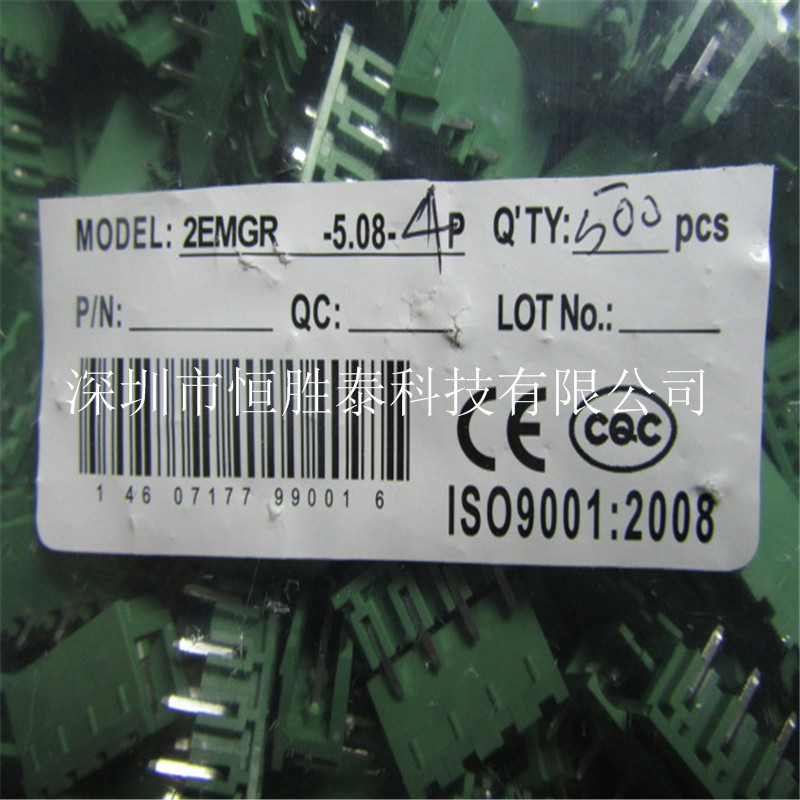 MODEL: 2EMGR -5.08-4P Q'TY: 500 pcs
P/N: QC: LOT No.:
深圳市恒胜泰科技有限公司
CE CQC
1 46 07177 99001 6
ISO9001:2008